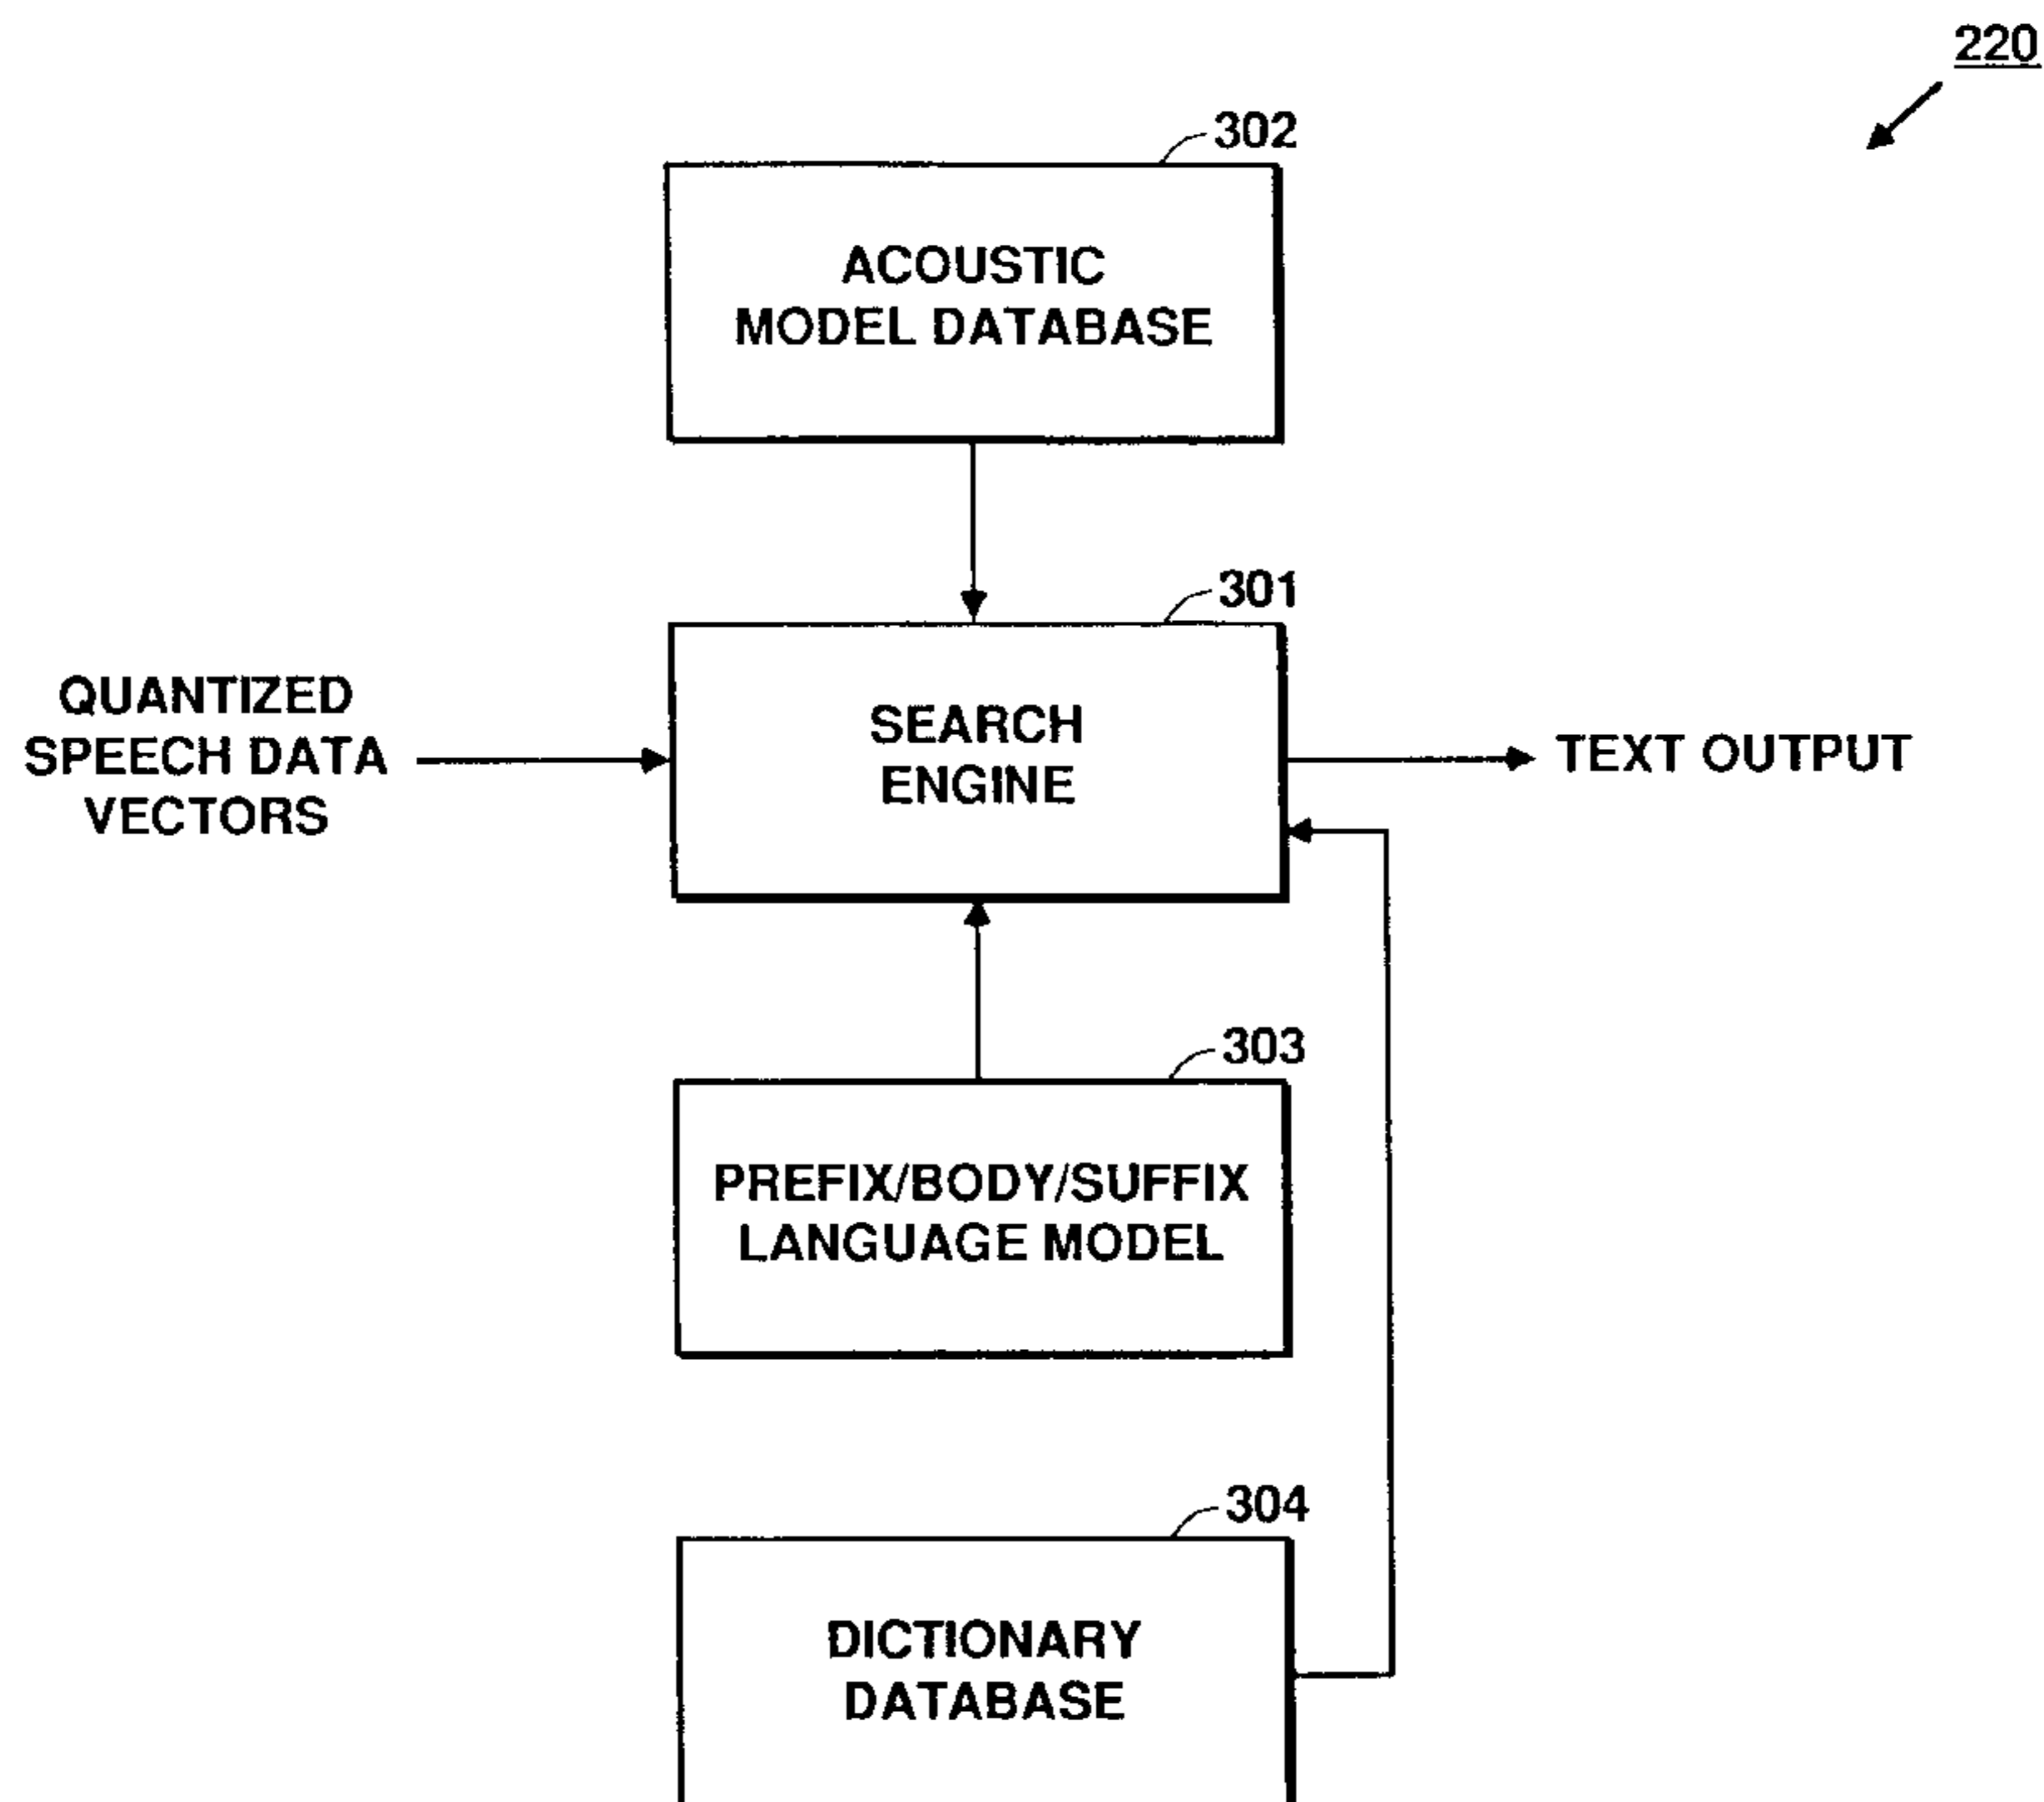 220
302
ACOUSTIC
MODEL DATABASE
301
QUANTIZED
SPEECH DATA
VECTORS
SEARCH
ENGINE
TEXT OUTPUT
303
PREFIX/BODY/SUFFIX
LANGUAGE MODEL
304
DICTIONARY
DATABASE